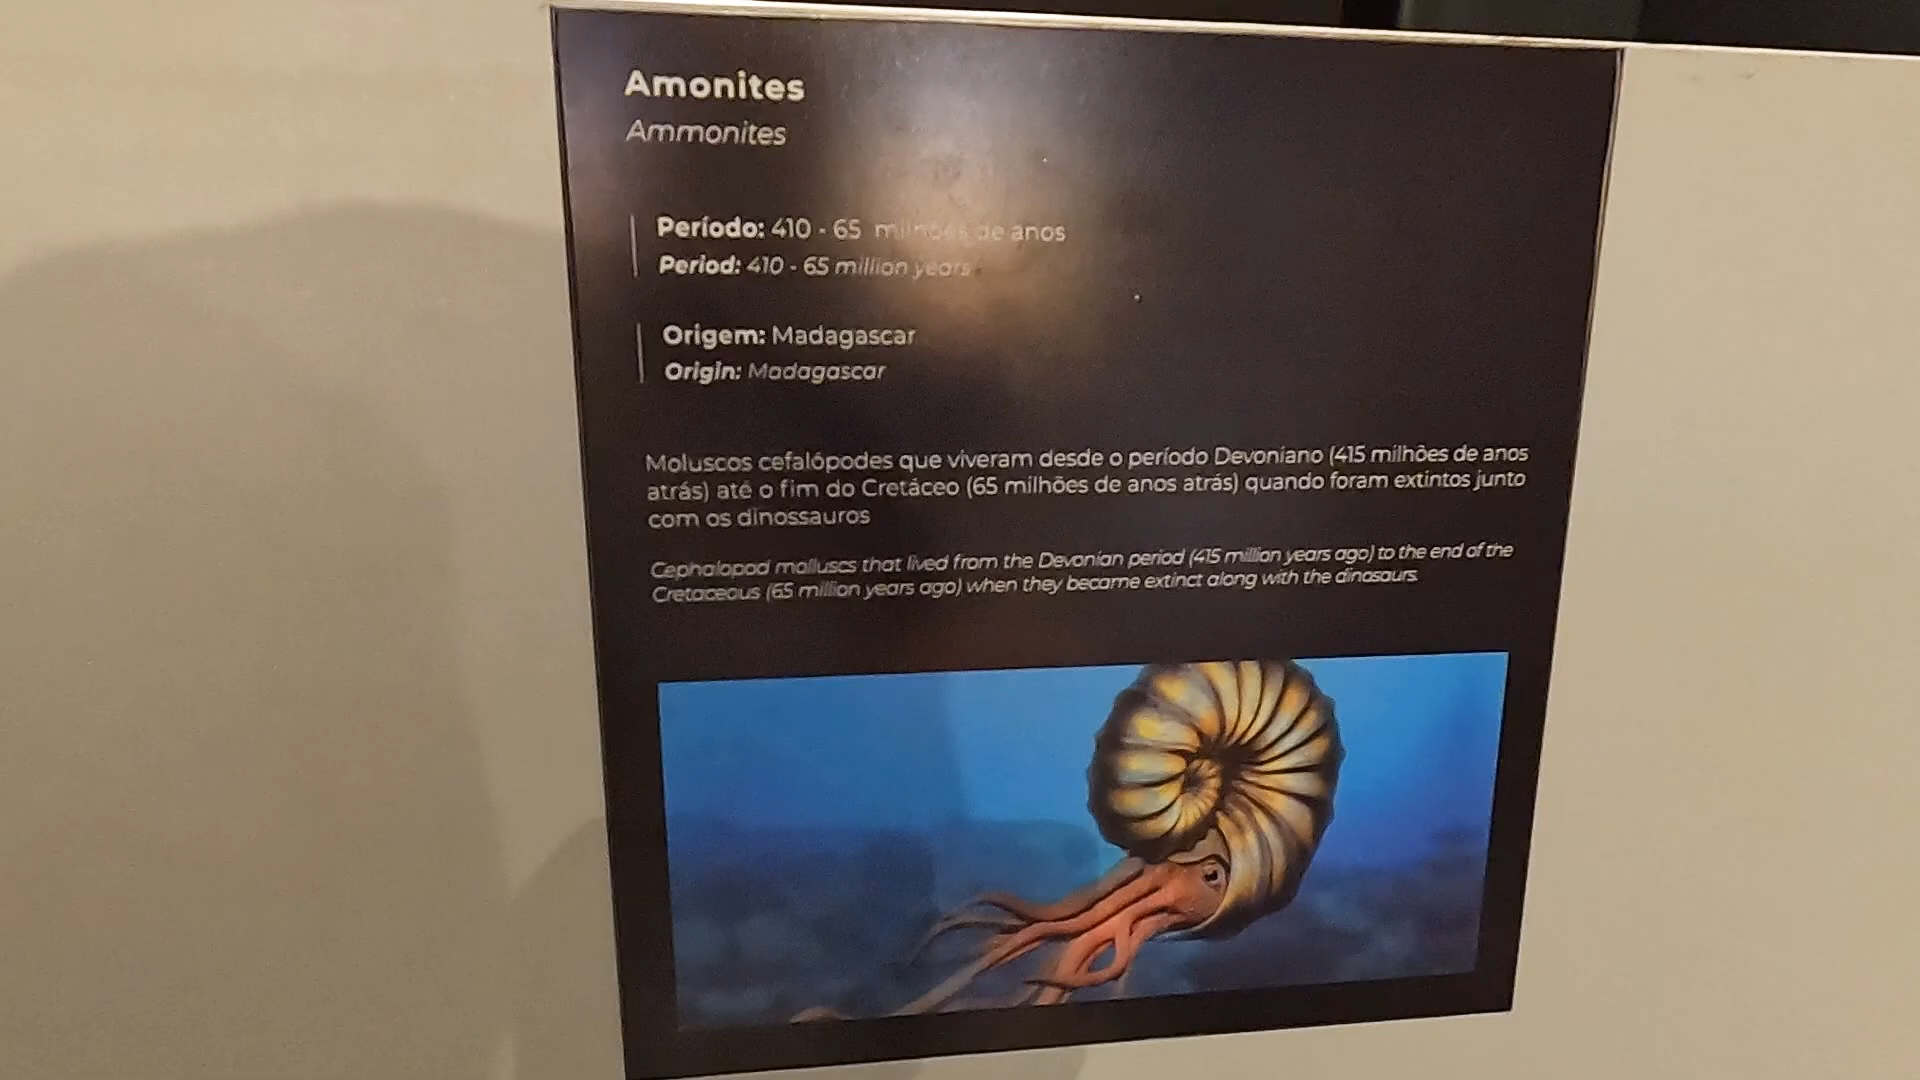 Amonites
Ammonites
Período: 410 - 65 milhões de anos
Period: 410 - 65 million years
Origem: Madagascar
Origin: Madagascar
Moluscos cefalópodes que viveram desde o período Devoniano (415 milhões de anos
atrás) até o fim do Cretáceo (65 milhões de anos atrás) quando foram extintos junto
com os dinossauros
Cephalopod molluscs that lived from the Devonian period (415 million years ago) to the end of the
Cretaceous (65 million years ago) when they became extinct along with the dinosaurs.